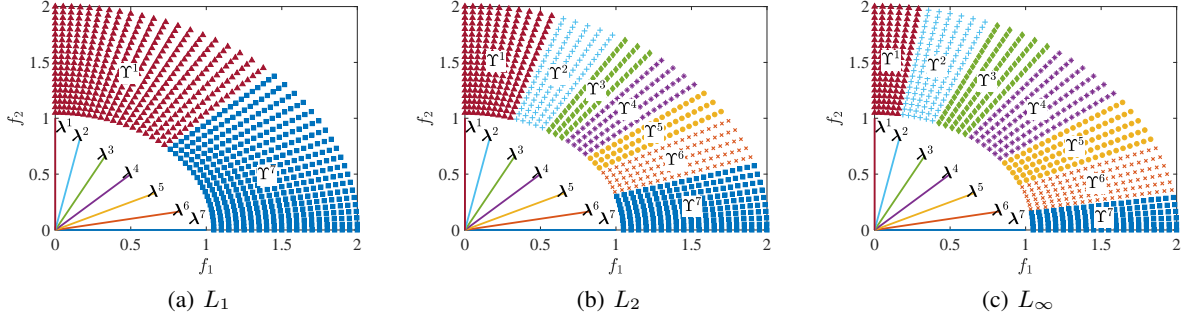 2
1.5
1
0.5
0
f₂
Υ¹
Υ⁷
λ¹ λ²
λ³
λ⁴
λ⁵
λ⁶
λ⁷
0 0.5 1 1.5 2
f₁
(a) L₁
2
1.5
1
0.5
0
f₂
Υ¹
Υ²
Υ³
Υ⁴
Υ⁵
Υ⁶
Υ⁷
λ¹ λ²
λ³
λ⁴
λ⁵
λ⁶
λ⁷
0 0.5 1 1.5 2
f₁
(b) L₂
2
1.5
1
0.5
0
f₂
Υ¹
Υ²
Υ³
Υ⁴
Υ⁵
Υ⁶
Υ⁷
λ¹ λ²
λ³
λ⁴
λ⁵
λ⁶
λ⁷
0 0.5 1 1.5 2
f₁
(c) L∞